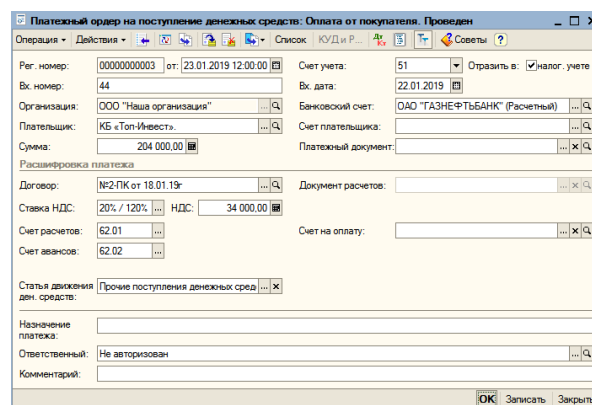 Платежный ордер на поступление денежных средств: Оплата от покупателя. Проведен
Операция Действия Список КУД и Р... Дт Кт Тт Советы ?
Рег. номер: 00000000003 от: 23.01.2019 12:00:00 Счет учета: 51 Отразить в: налог. учете
Вх. номер: 44 Вх. дата: 22.01.2019
Организация: ООО "Наша организация" ... Банковский счет: ОАО "ГАЗНЕФТЬБАНК" (Расчетный) ...
Плательщик: КБ «Топ-Инвест». ... Счет плательщика: ...
Сумма: 204 000,00 Платежный документ: ... x
Расшифровка платежа
Договор: №2-ПК от 18.01.19г ... Документ расчетов: ... x
Ставка НДС: 20% / 120% ... НДС: 34 000,00
Счет расчетов: 62.01 ... Счет на оплату: ... x
Счет авансов: 62.02 ...
Статья движения Прочие поступления денежных сред ... x
ден. средств:
Назначение
платежа:
Ответственный: Не авторизован ...
Комментарий:
OK Записать Закрыть